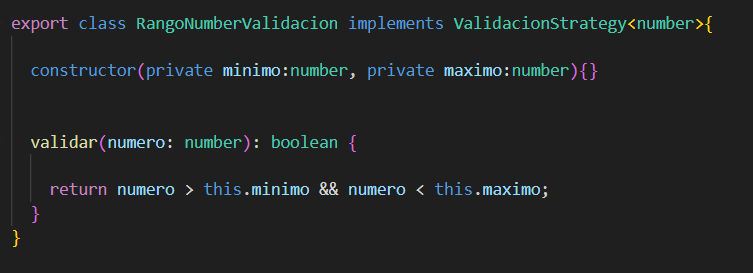 export class RangoNumberValidacion implements ValidacionStrategy<number>{
constructor(private minimo:number, private maximo:number){}
validar(numero: number): boolean {
return numero > this.minimo && numero < this.maximo;
}
}